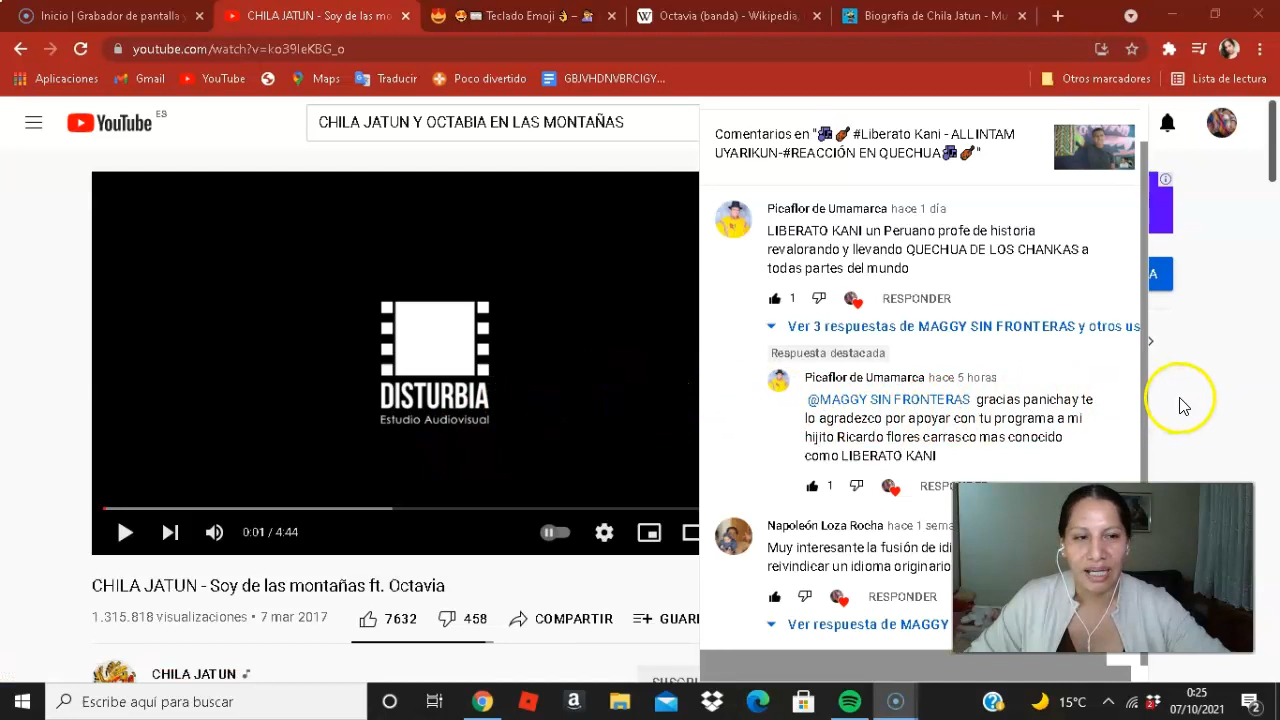 Inicio | Grabador de pantalla
CHILA JATUN - Soy de las mo
Teclado Emoji
Octavia (banda) - Wikipedia,
Biografía de Chila Jatun - Mu
youtube.com/watch?v=ko39IeKBG_o
Aplicaciones
Gmail
YouTube
Maps
Traducir
Poco divertido
GBJVHDNVBRCIGY...
Otros marcadores
Lista de lectura
YouTube ES
CHILA JATUN Y OCTABIA EN LAS MONTAÑAS
Comentarios en "🎻 #Liberato Kani - ALLINTAM
UYARIKUN-#REACCIÓN EN QUECHUA🎻"
Picaflor de Umamarca hace 1 día
LIBERATO KANI un Peruano profe de historia
revalorando y llevando QUECHUA DE LOS CHANKAS a
todas partes del mundo
1 RESPONDER
Ver 3 respuestas de MAGGY SIN FRONTERAS y otros us
Respuesta destacada
Picaflor de Umamarca hace 5 horas
@MAGGY SIN FRONTERAS gracias panichay te
lo agradezco por apoyar con tu programa a mi
hijito Ricardo flores carrasco mas conocido
como LIBERATO KANI
1 RESPO
Napoleón Loza Rocha hace 1 sema
Muy interesante la fusión de idi
reivindicar un idioma originario
RESPONDER
Ver respuesta de MAGGY
A
DISTURBIA
Estudio Audiovisual
0:01 / 4:44
CHILA JATUN - Soy de las montañas ft. Octavia
1.315.818 visualizaciones • 7 mar 2017
7632
458
COMPARTIR
GUAR
CHILA JATUN
SUSCRI
Escribe aquí para buscar
15°C
0:25
07/10/2021
2